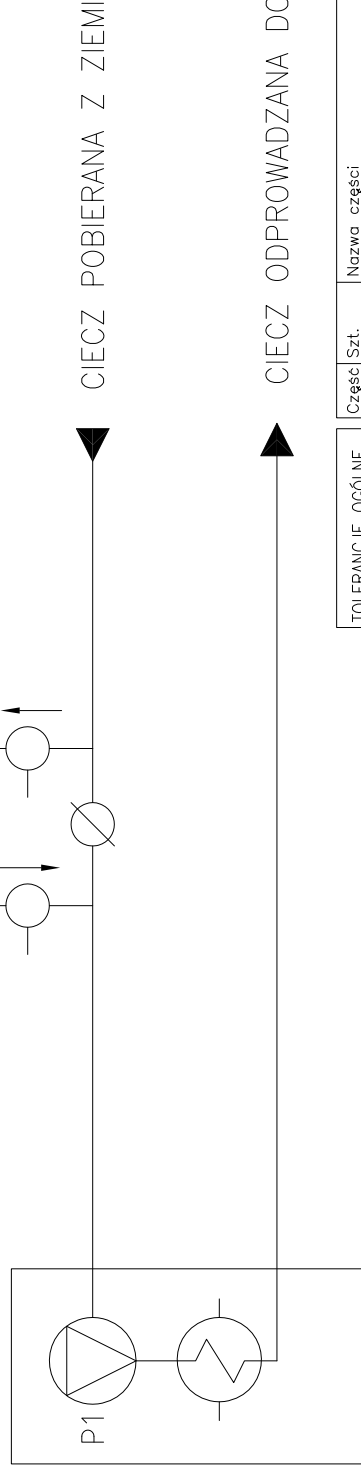 CIECZ POBIERANA Z ZIEMI
CIECZ ODPROWADZANA DO
P1
Część Szt. Nazwa części
TOLERANCJE OGÓLNE